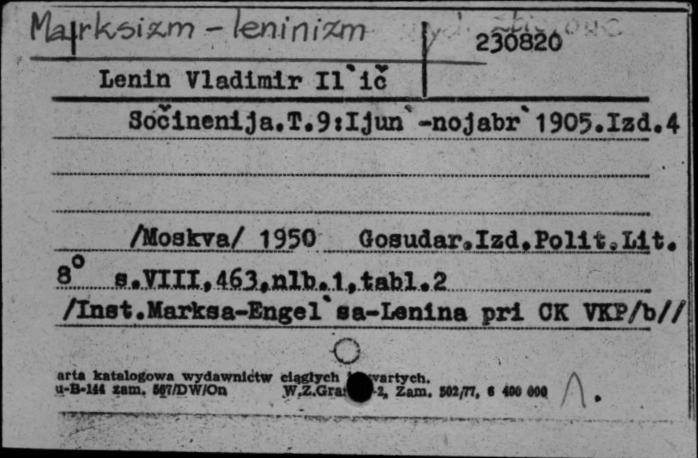 Marksizm - leninizm
230820
Lenin Vladimir Il`ič
Sočinenija.T.9:Ijun`-nojabr`1905.Izd.4
/Moskva/ 1950 Gosudar.Izd.Polit.Lit.
8° s.VIII,463,nlb.1,tabl.2
/Inst.Marksa-Engel`sa-Lenina pri CK VKP/b//
arta katalogowa wydawnictw ciągłych wartych.
u-B-144 zam. 567/DW/On W.Z.Graf -2, Zam. 502/77, 6 400 000